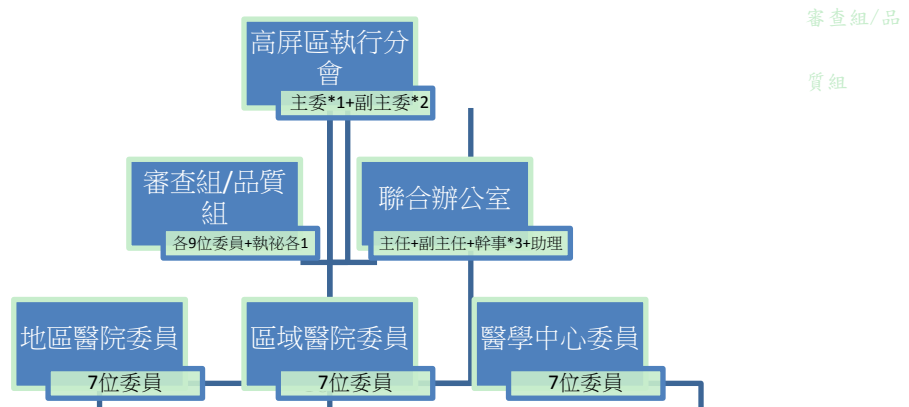 審查組/品
質組
高屏區執行分
會
主委*1+副主委*2
審查組/品質
組
各9位委員+執祕各1
聯合辦公室
主任+副主任+幹事*3+助理
地區醫院委員
7位委員
區域醫院委員
7位委員
醫學中心委員
7位委員